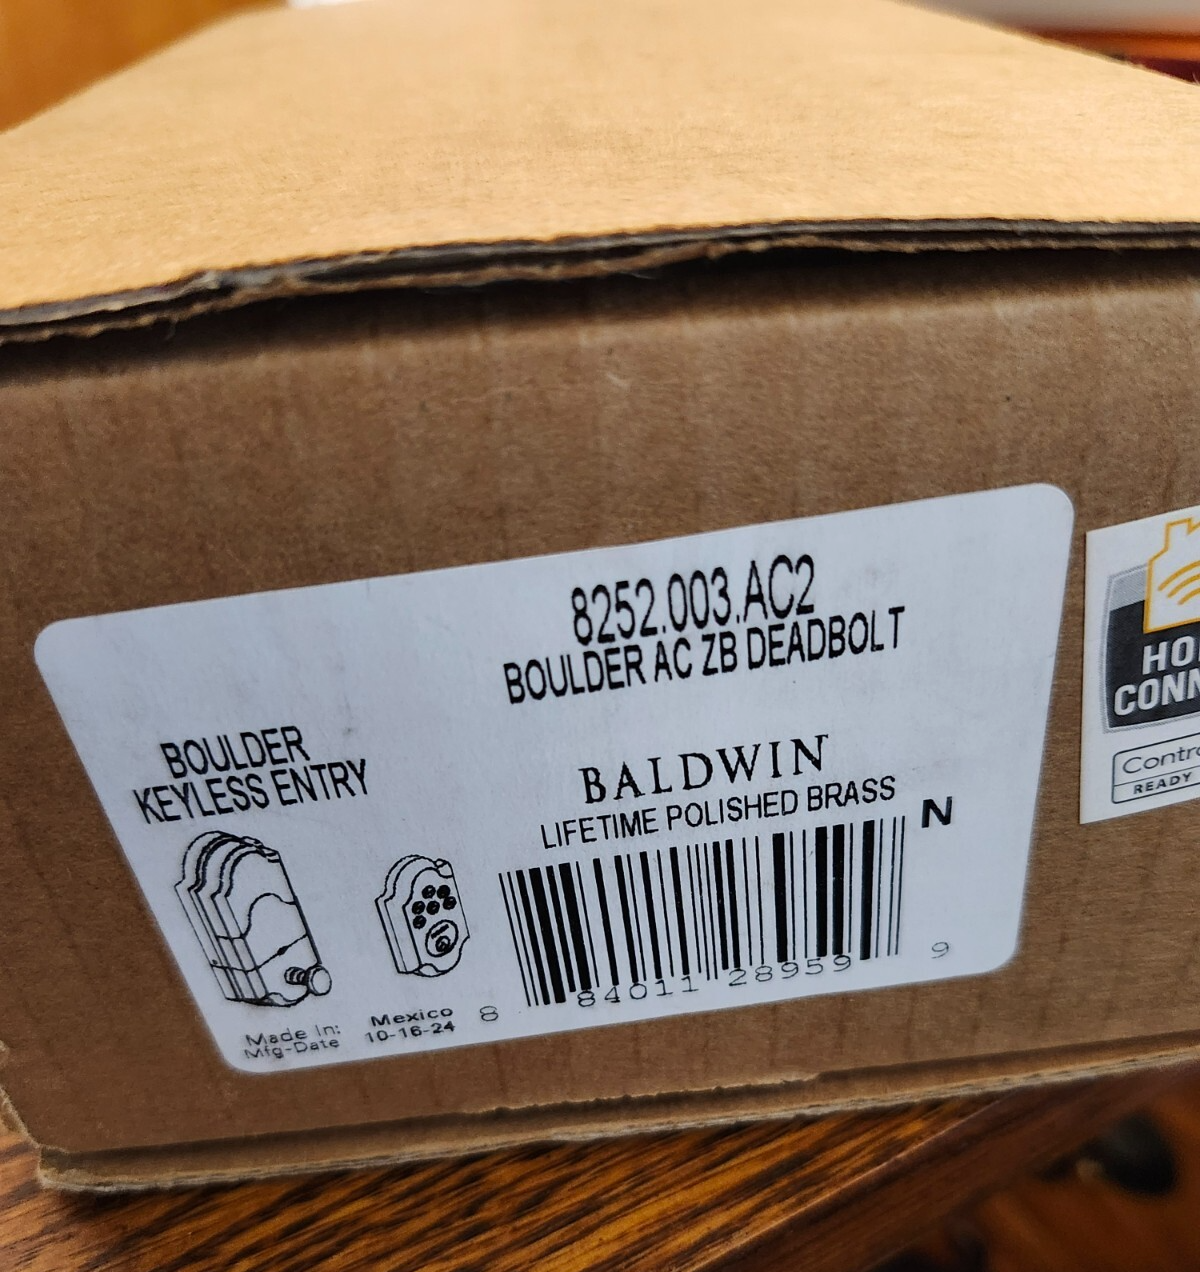 8252.003.AC2
BOULDER AC ZB DEADBOLT
BOULDER
KEYLESS ENTRY
BALDWIN
LIFETIME POLISHED BRASS
N
8 84011 28959 9
Made In: Mexico
Mfg-Date 10-16-24
HO
CONN
Contro
READY